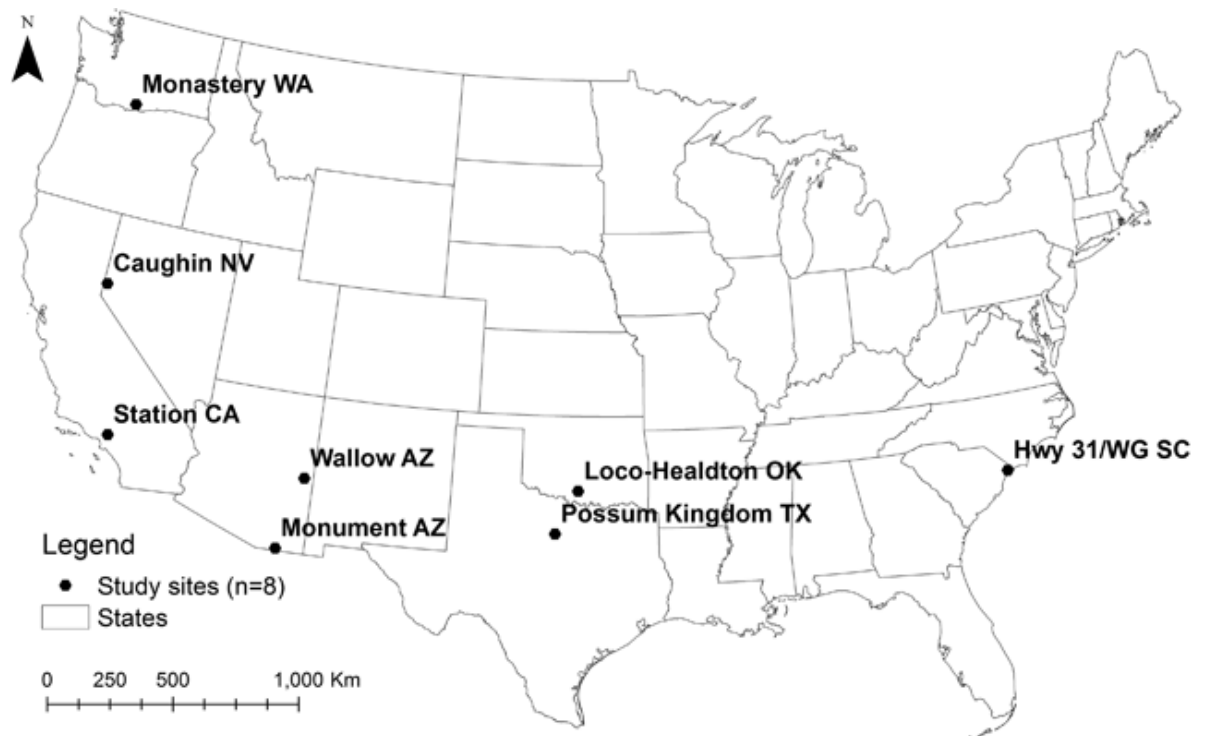 N
Monastery WA
Caughin NV
Station CA
Wallow AZ
Loco-Healdton OK
Hwy 31/WG SC
Possum Kingdom TX
Monument AZ
Legend
Study sites (n=8)
States
0 250 500 1,000 Km